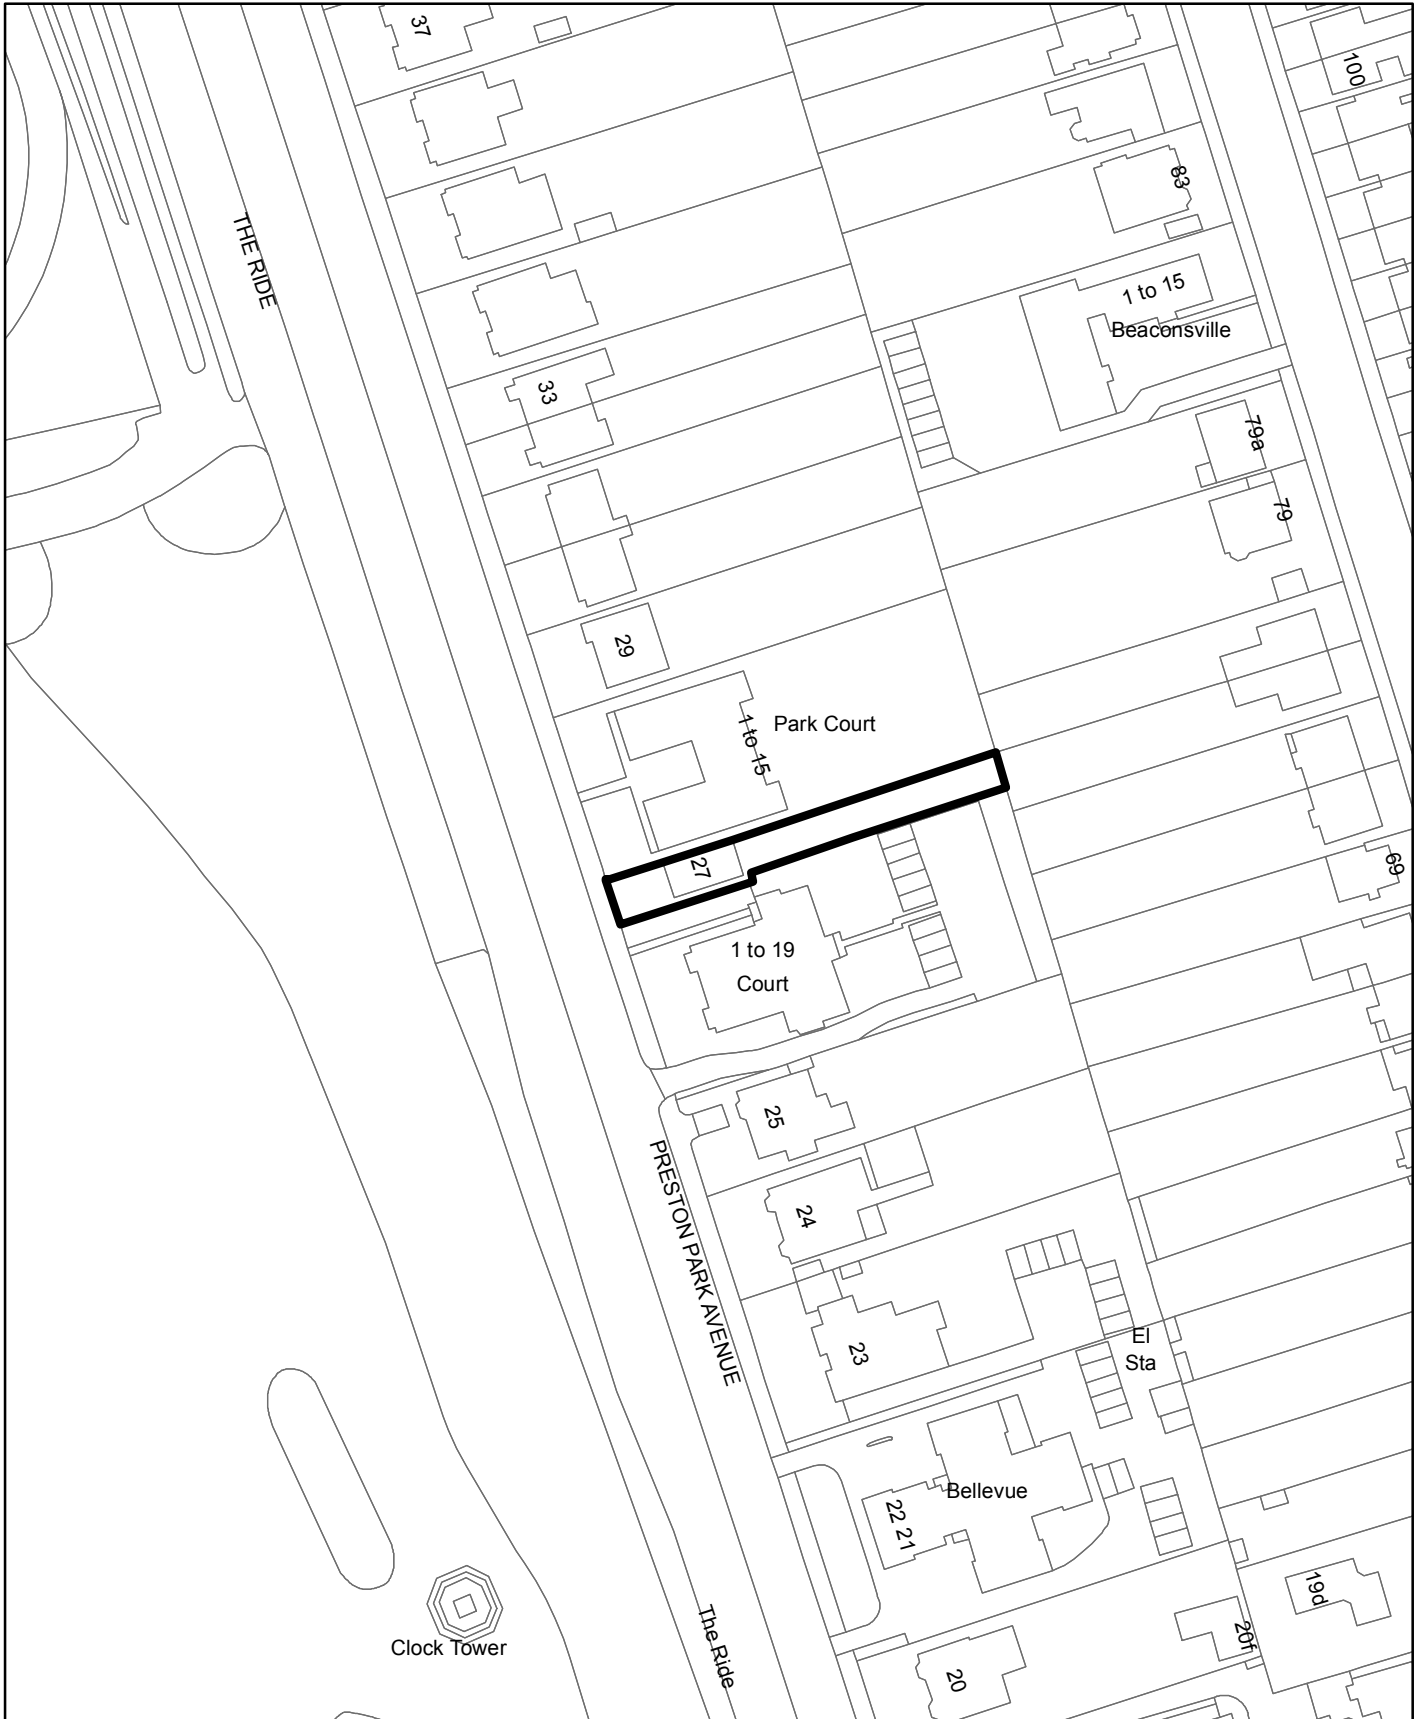 37
100
THE RIDE
83
1 to 15
Beaconsville
33
79a
79
29
1 to 15
Park Court
27
69
1 to 19
Court
25
PRESTON PARK AVENUE
24
23
El
Sta
Bellevue
22 21
Clock Tower
The Ride
19d
20f
20